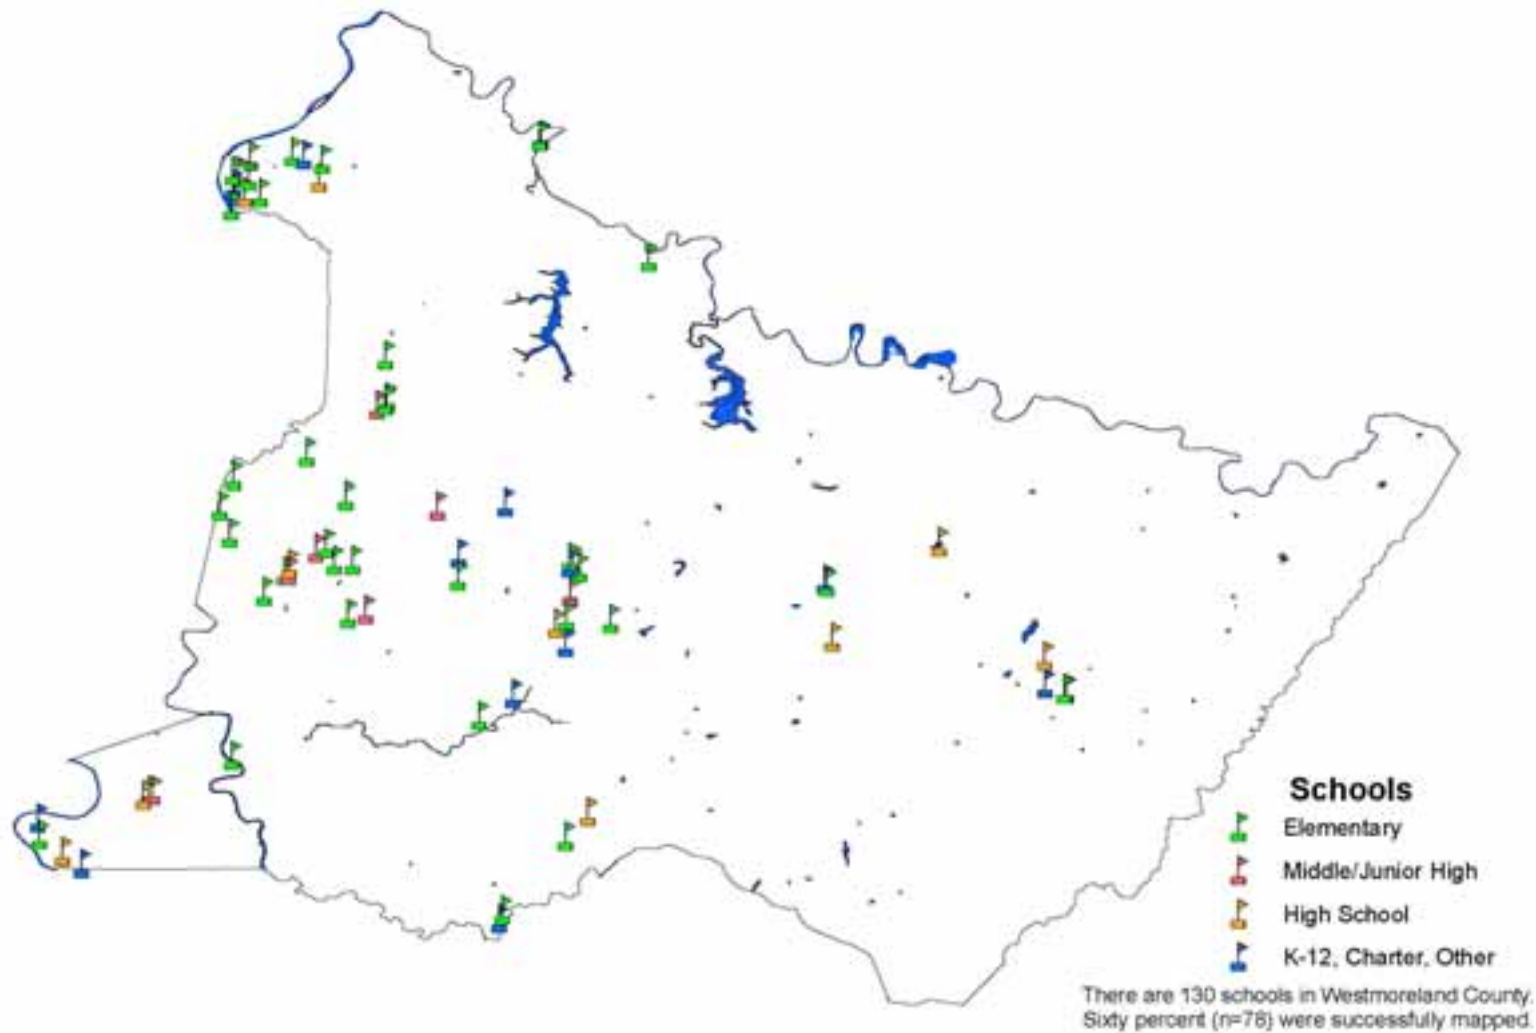 Schools
Elementary
Middle/Junior High
High School
K-12, Charter, Other
There are 130 schools in Westmoreland County.
Sixty percent (n=78) were successfully mapped.